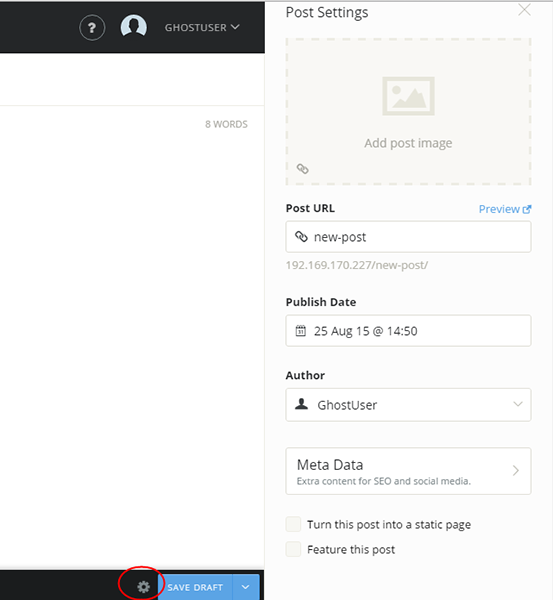 ?
GHOSTUSER
8 WORDS
SAVE DRAFT
Post Settings
Add post image
Post URL
Preview
new-post
192.169.170.227/new-post/
Publish Date
25 Aug 15 @ 14:50
Author
GhostUser
Meta Data
Extra content for SEO and social media.
Turn this post into a static page
Feature this post